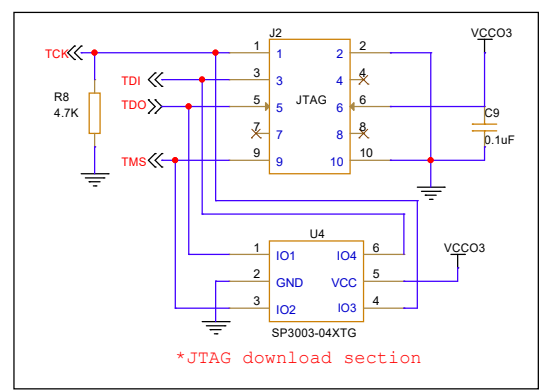 J2
VCCO3
TCK 1 1 2 2
TDI 3 3 4 4
R8
4.7K
TDO 5 5 JTAG 6 6
C9
0.1uF
7 7 8 8
TMS 9 9 10 10
U4
VCCO3
1 IO1 IO4 6
2 GND VCC 5
3 IO2 IO3 4
SP3003-04XTG
*JTAG download section